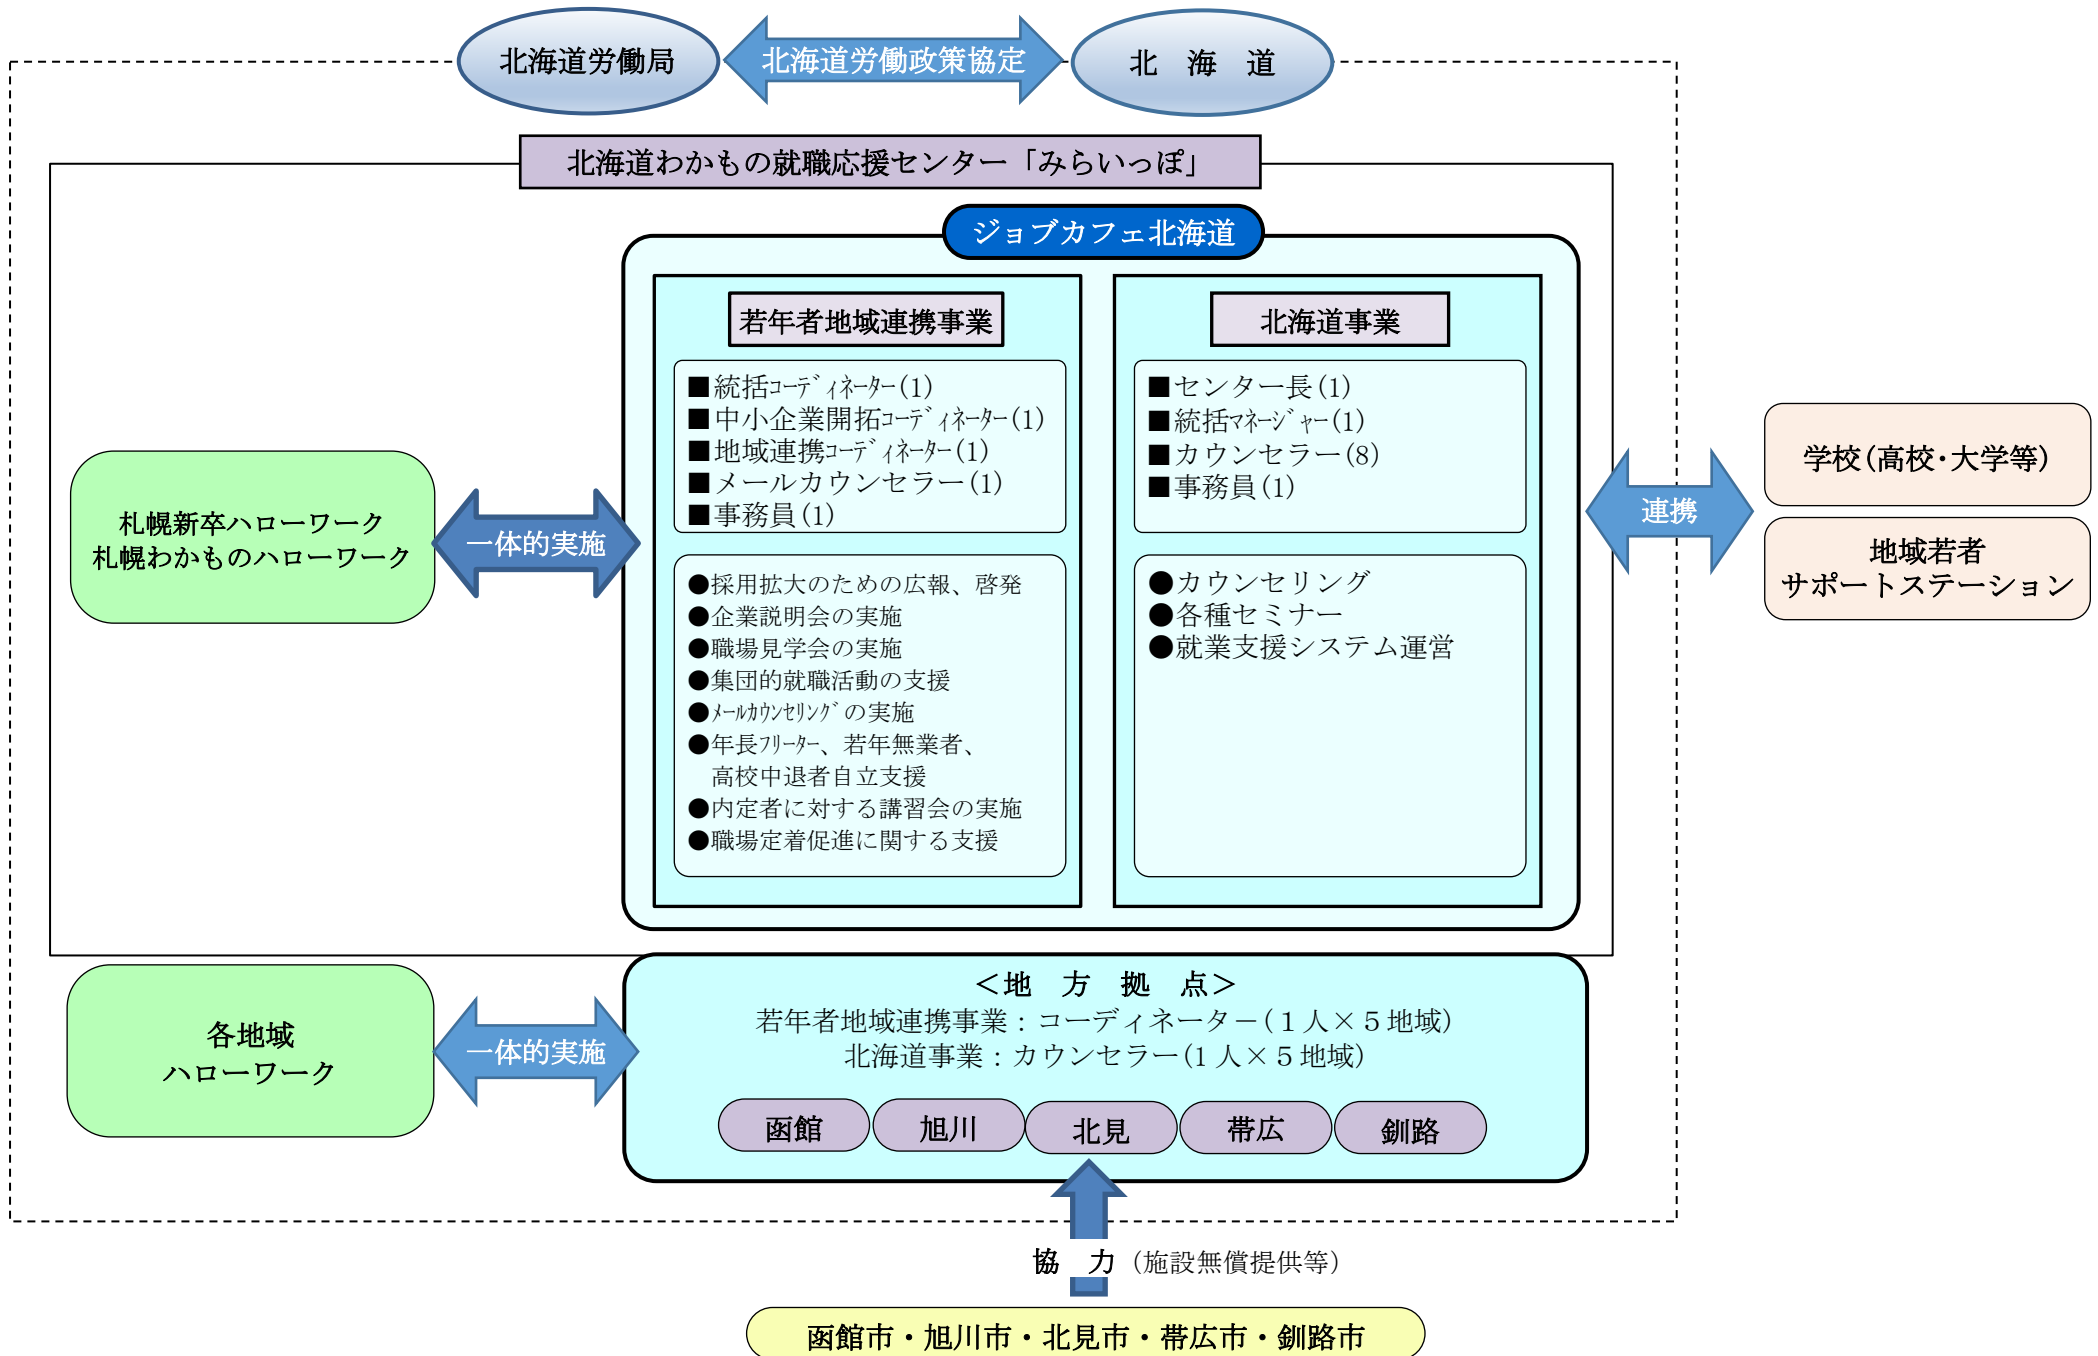 北海道労働局
北海道労働政策協定
北　海　道
北海道わかもの就職応援センター「みらいっぽ」
ジョブカフェ北海道
若年者地域連携事業
■統括ｺｰﾃﾞｨﾈｰﾀｰ(1)
■中小企業開拓ｺｰﾃﾞｨﾈｰﾀｰ(1)
■地域連携ｺｰﾃﾞｨﾈｰﾀｰ(1)
■メールカウンセラー(1)
■事務員(1)
●採用拡大のための広報、啓発
●企業説明会の実施
●職場見学会の実施
●集団的就職活動の支援
●ﾒｰﾙｶｳﾝｾﾘﾝｸﾞの実施
●年長ﾌﾘｰﾀｰ、若年無業者、
高校中退者自立支援
●内定者に対する講習会の実施
●職場定着促進に関する支援
北海道事業
■センター長(1)
■統括ﾏﾈｰｼﾞｬｰ(1)
■カウンセラー(8)
■事務員(1)
●カウンセリング
●各種セミナー
●就業支援システム運営
札幌新卒ハローワーク
札幌わかものハローワーク
一体的実施
連携
学校(高校・大学等)
地域若者
サポートステーション
各地域
ハローワーク
一体的実施
＜地　方　拠　点＞
若年者地域連携事業：コーディネーター(１人×５地域)
北海道事業：カウンセラー(1 人×５地域)
函館
旭川
北見
帯広
釧路
協　力 (施設無償提供等)
函館市・旭川市・北見市・帯広市・釧路市